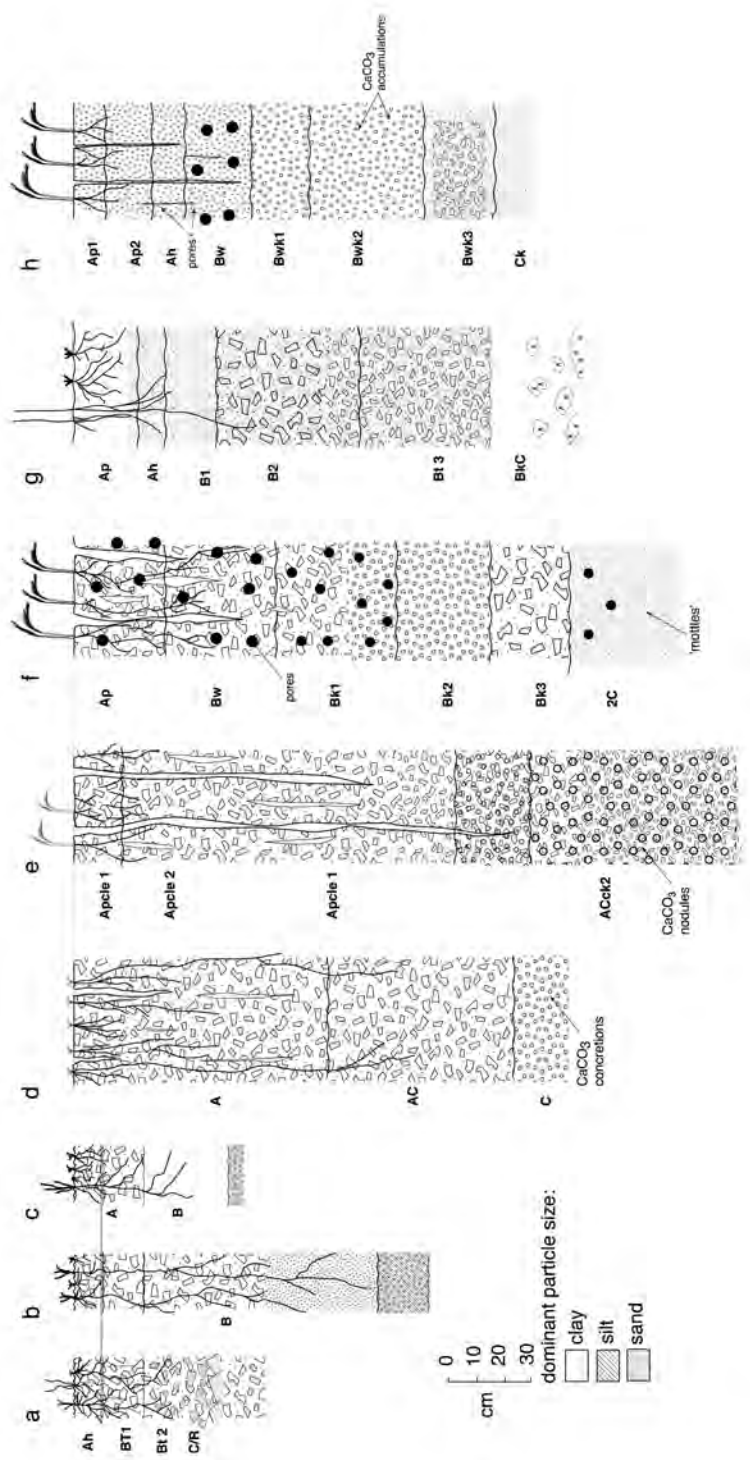 a
Ah
BT1
Bt 2
C/R
b
B
c
A
B
d
A
AC
C
CaCO3
concretions
e
Apcle 1
Apcle 2
Apcle 1
ACck2
CaCO3
nodules
f
Ap
Bw
pores
Bk1
Bk2
Bk3
2C
'mottles'
g
Ap
Ah
B1
B2
Bt 3
BkC
h
Ap1
Ap2
Ah
pores
Bw
Bwk1
Bwk2
CaCO3
accumulations
Bwk3
Ck
0
10
20
30
cm
dominant particle size:
clay
silt
sand